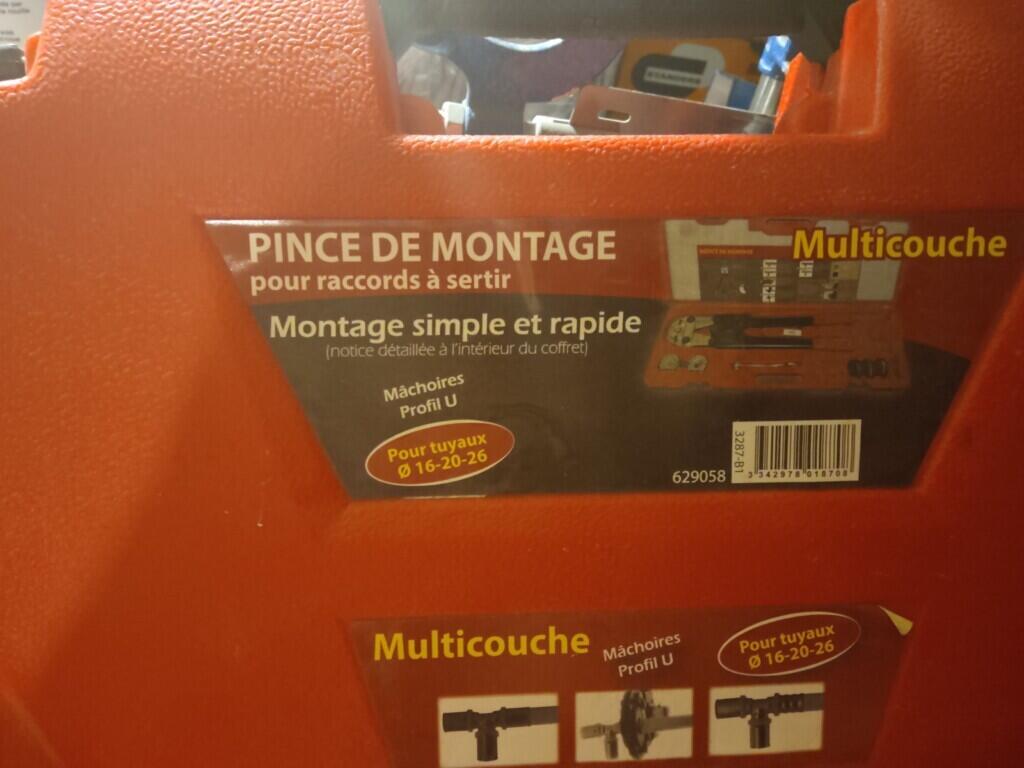 STANDERS
PINCE DE MONTAGE
pour raccords à sertir
Multicouche
Montage simple et rapide
(notice détaillée à l'intérieur du coffret)
Mâchoires
Profil U
Pour tuyaux
Ø 16-20-26
629058
3287-B1
3 342978 018708
Multicouche
Mâchoires
Profil U
Pour tuyaux
Ø 16-20-26